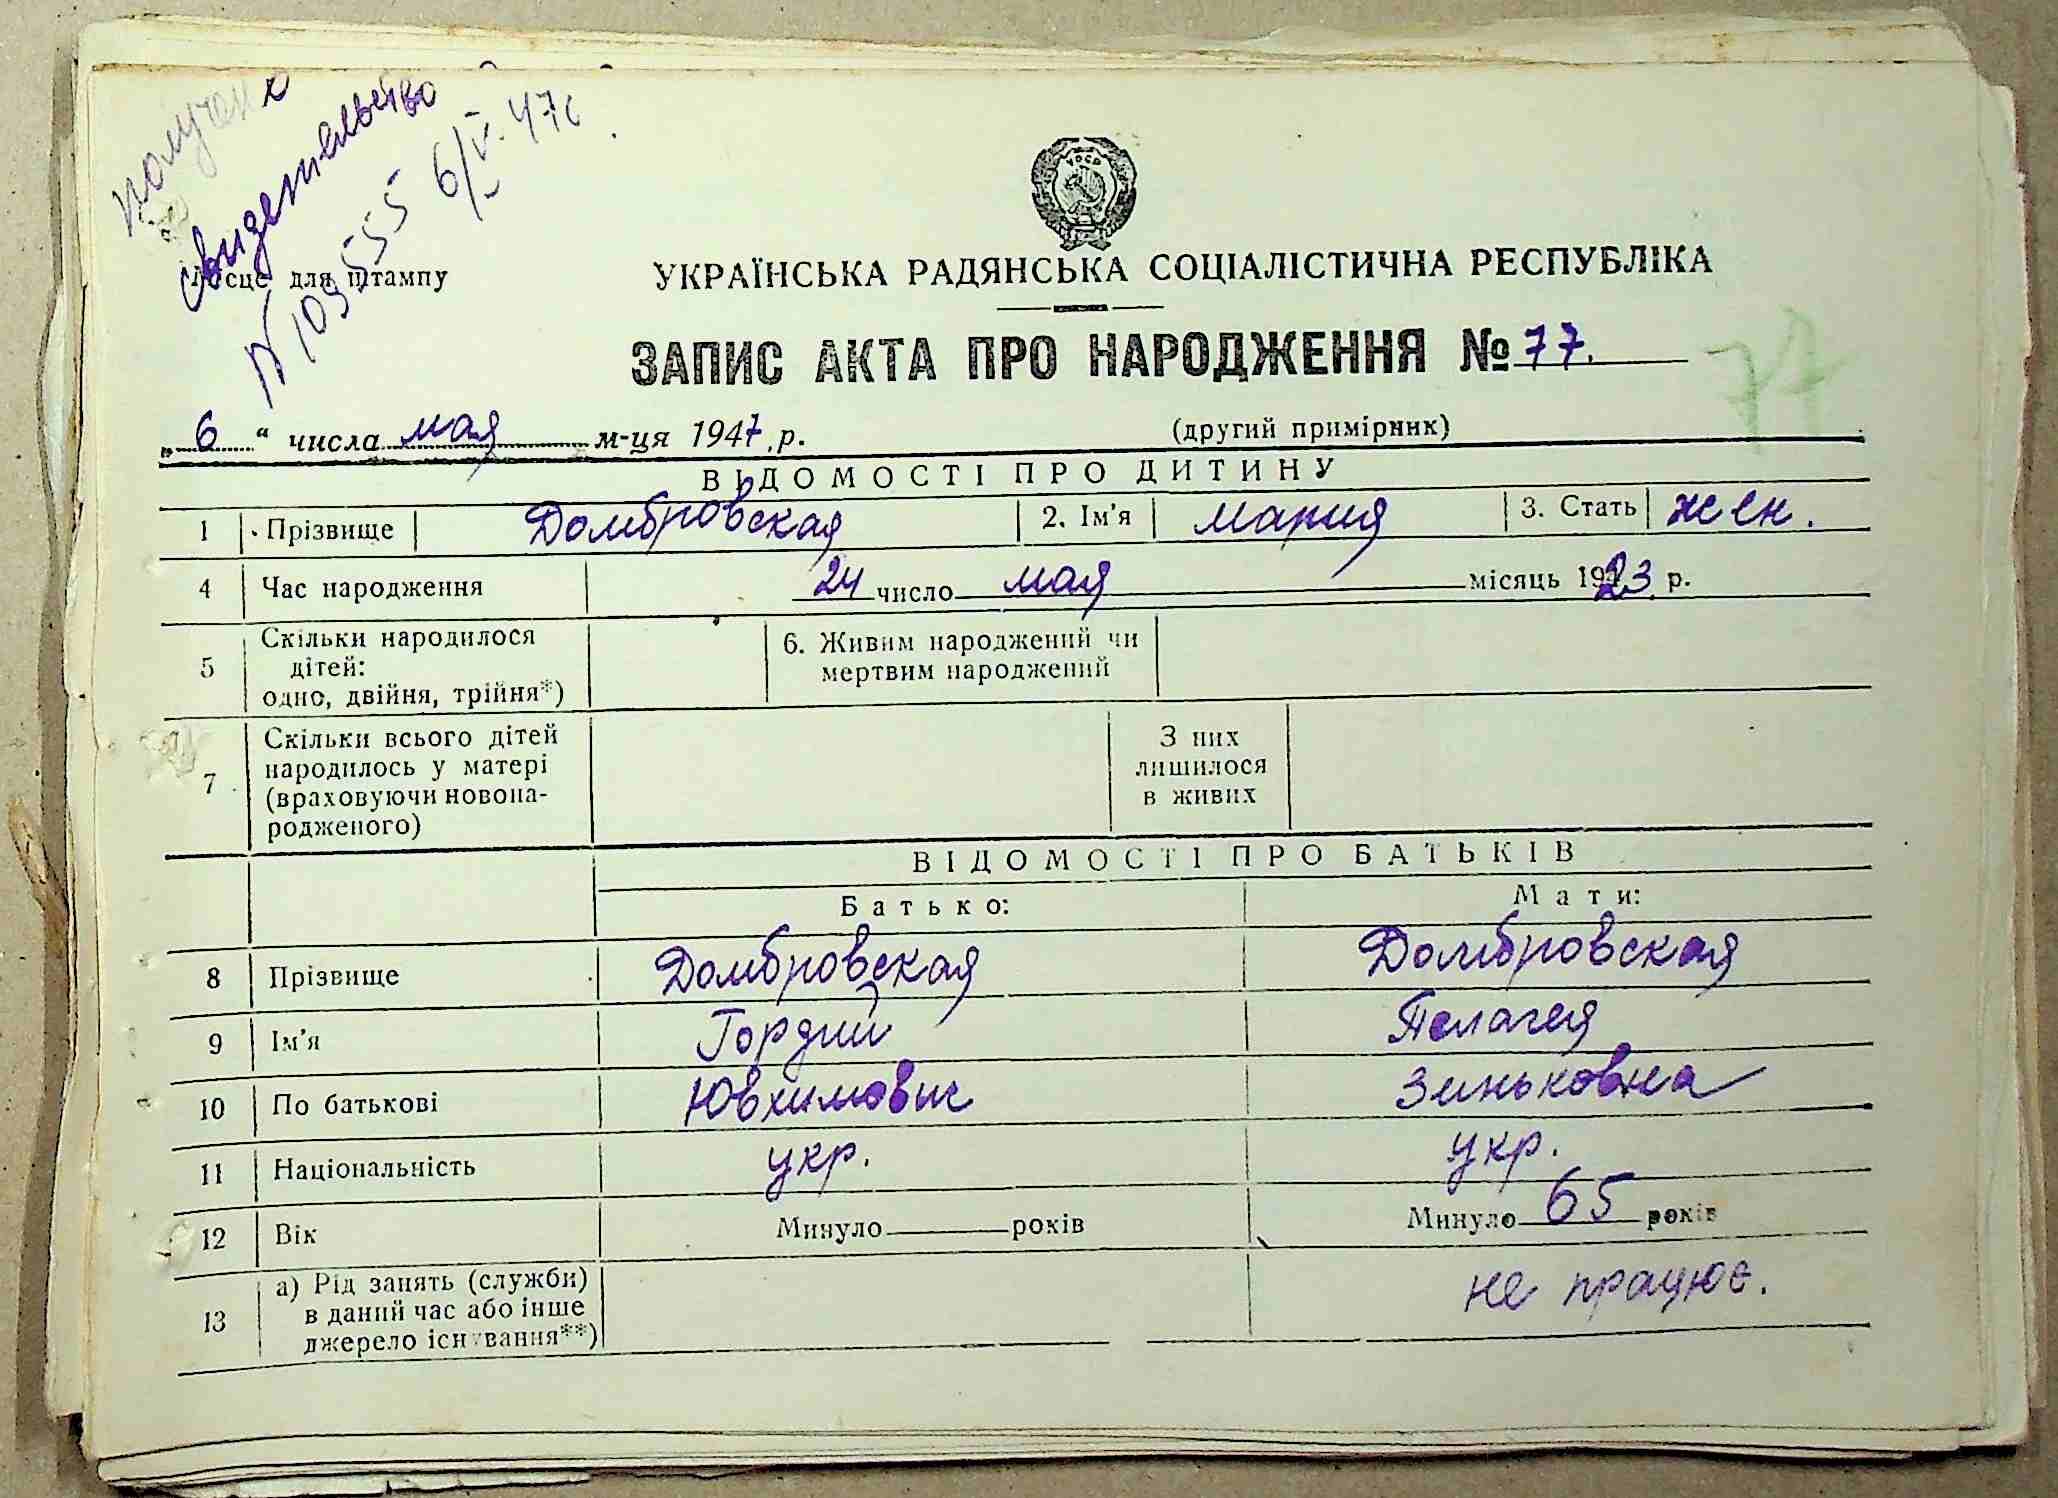 получен
свидетельство
N 109555 6/V-47г.
УОСР
Місце для штампу
УКРАЇНСЬКА РАДЯНСЬКА СОЦІАЛІСТИЧНА РЕСПУБЛІКА
ЗАПИС АКТА ПРО НАРОДЖЕННЯ № 77.
77
„6“ числа мая м-ця 1947 р.
(другий примірник)
ВІДОМОСТІ ПРО ДИТИНУ
1 Прізвище Домбровская 2. Ім'я Мария 3. Стать жен.
4 Час народження 24 число мая місяць 1923 р.
5 Скільки народилося
дітей:
одно, двійня, трійня*)
6. Живим народжений чи
мертвим народжений
7 Скільки всього дітей
народилось у матері
(враховуючи новона-
родженого)
З них
лишилося
в живих
ВІДОМОСТІ ПРО БАТЬКІВ
Батько: Мати:
8 Прізвище Домбровская Домбровская
9 Ім'я Гордий Пелагея
10 По батькові Ювхимович Зиньковна
11 Національність укр. укр.
12 Вік Минуло років Минуло 65 років
13 а) Рід занять (служби)
в даний час або інше
джерело існування**)
не працює.